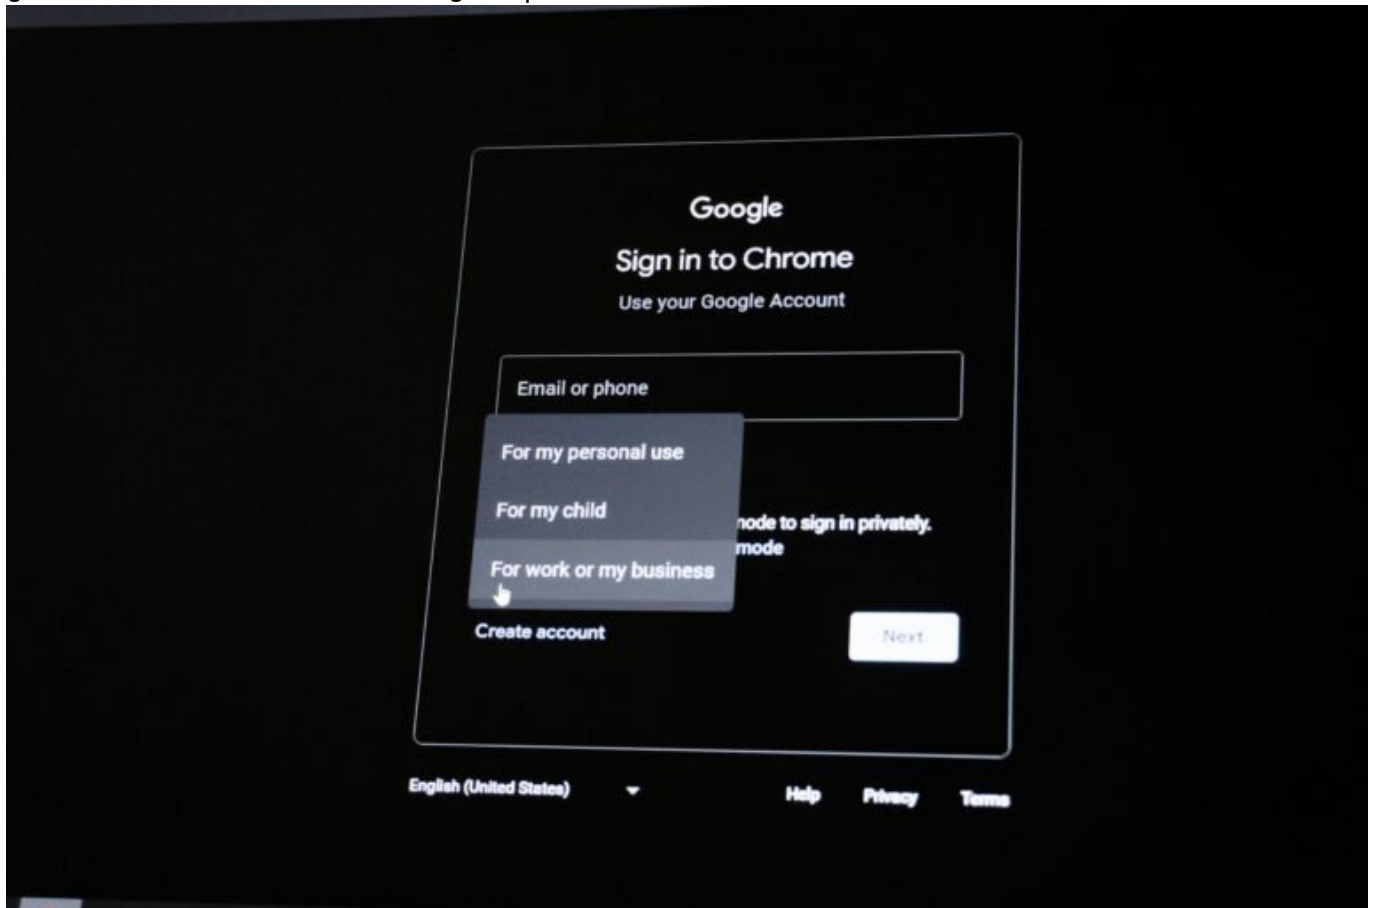 Google
Sign in to Chrome
Use your Google Account
Email or phone
For my personal use
For my child
node to sign in privately.
mode
For work or my business
Create account
Next
English (United States)
Help Privacy Terms